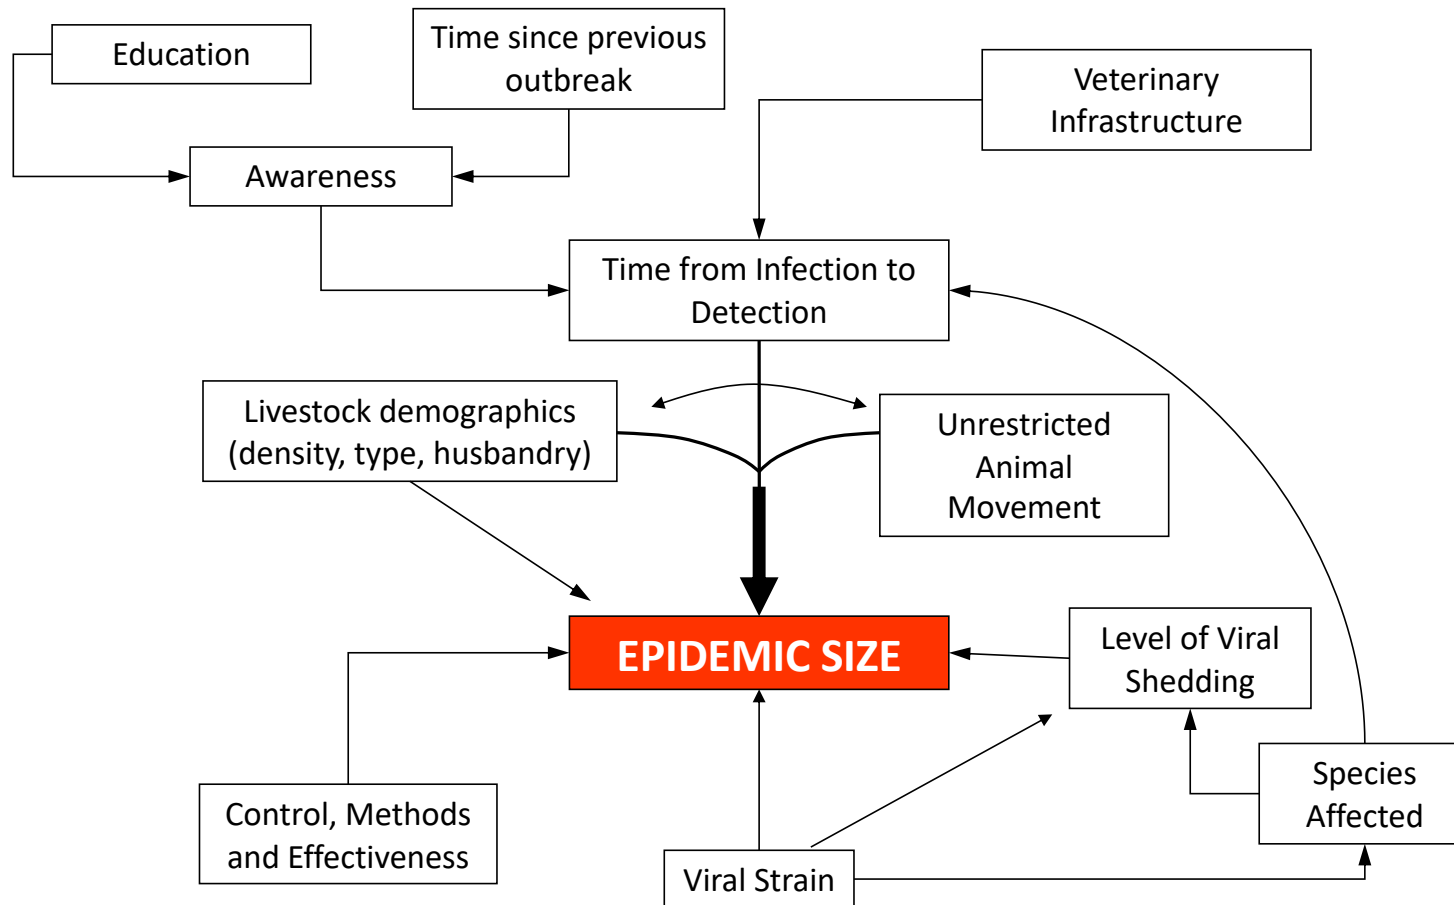 Education
Time since previous
outbreak
Veterinary
Infrastructure
Awareness
Time from Infection to
Detection
Livestock demographics
(density, type, husbandry)
Unrestricted
Animal
Movement
EPIDEMIC SIZE
Level of Viral
Shedding
Species
Affected
Control, Methods
and Effectiveness
Viral Strain